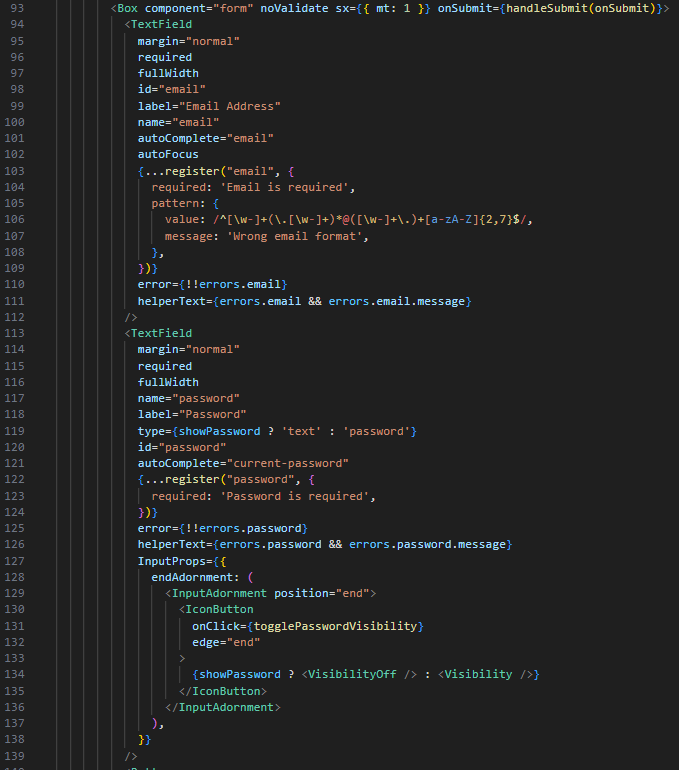 93 <Box component="form" noValidate sx={{ mt: 1 }} onSubmit={handleSubmit(onSubmit)}>
94 <TextField
95 margin="normal"
96 required
97 fullWidth
98 id="email"
99 label="Email Address"
100 name="email"
101 autoComplete="email"
102 autoFocus
103 {...register("email", {
104 required: 'Email is required',
105 pattern: {
106 value: /^[\w-]+(\.[\w-]+)*@([\w-]+\.)+[a-zA-Z]{2,7}$/,
107 message: 'Wrong email format',
108 },
109 })}
110 error={!!errors.email}
111 helperText={errors.email && errors.email.message}
112 />
113 <TextField
114 margin="normal"
115 required
116 fullWidth
117 name="password"
118 label="Password"
119 type={showPassword ? 'text' : 'password'}
120 id="password"
121 autoComplete="current-password"
122 {...register("password", {
123 required: 'Password is required',
124 })}
125 error={!!errors.password}
126 helperText={errors.password && errors.password.message}
127 InputProps={{
128 endAdornment: (
129 <InputAdornment position="end">
130 <IconButton
131 onClick={togglePasswordVisibility}
132 edge="end"
133 >
134 {showPassword ? <VisibilityOff /> : <Visibility />}
135 </IconButton>
136 </InputAdornment>
137 ),
138 }}
139 />